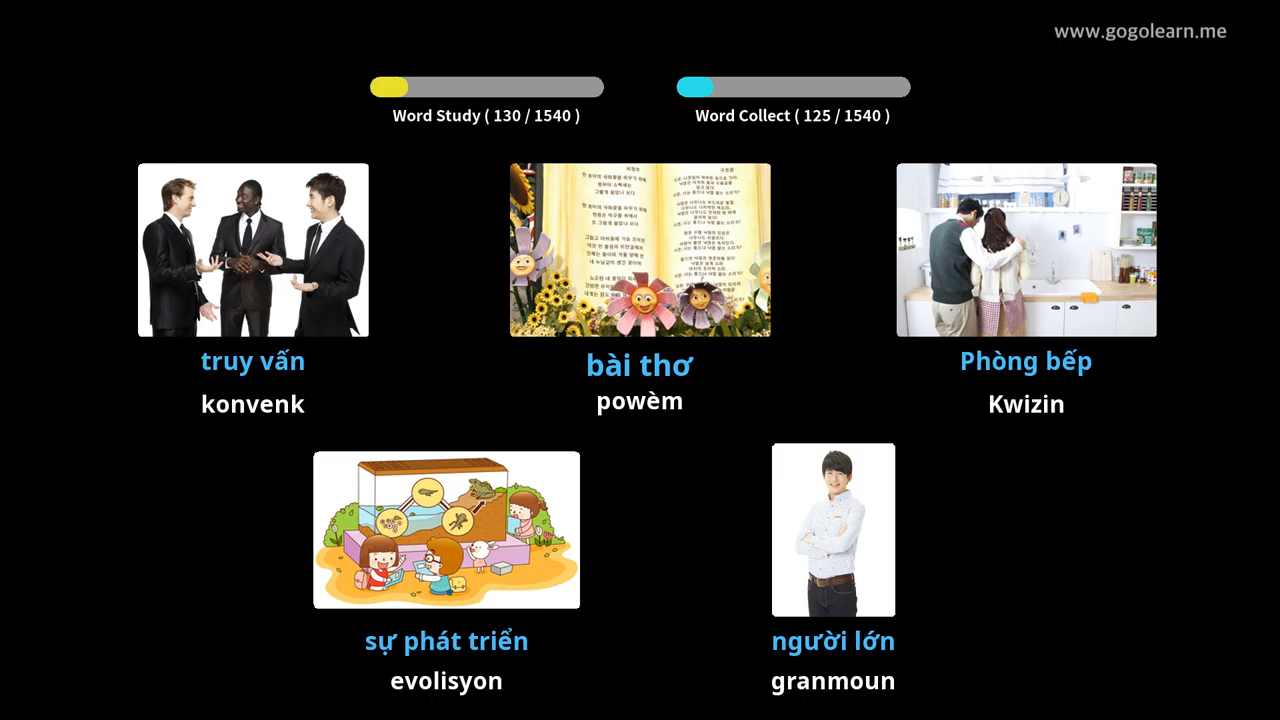 www.gogolearn.me
Word Study ( 130 / 1540 )
Word Collect ( 125 / 1540 )
truy vấn
konvenk
bài thơ
powèm
Phòng bếp
Kwizin
sự phát triển
evolisyon
người lớn
granmoun